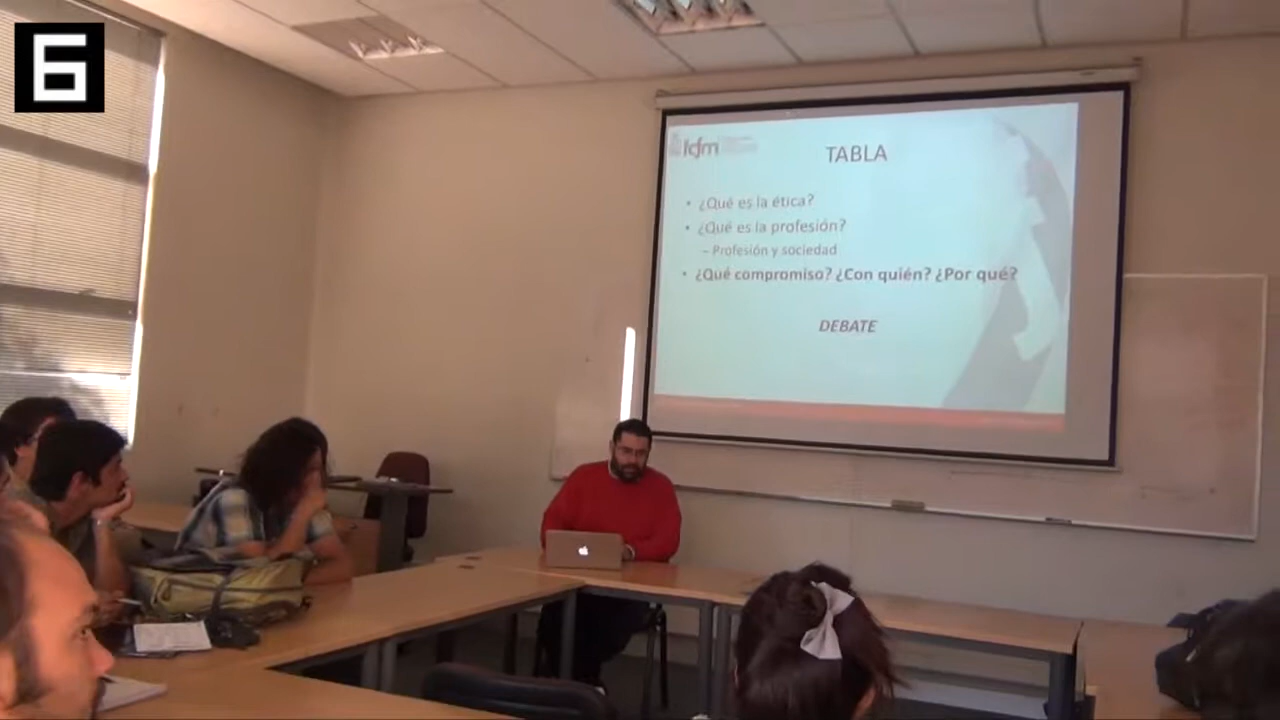 6
fcfm
TABLA
• ¿Qué es la ética?
• ¿Qué es la profesión?
– Profesión y sociedad
• ¿Qué compromiso? ¿Con quién? ¿Por qué?
DEBATE